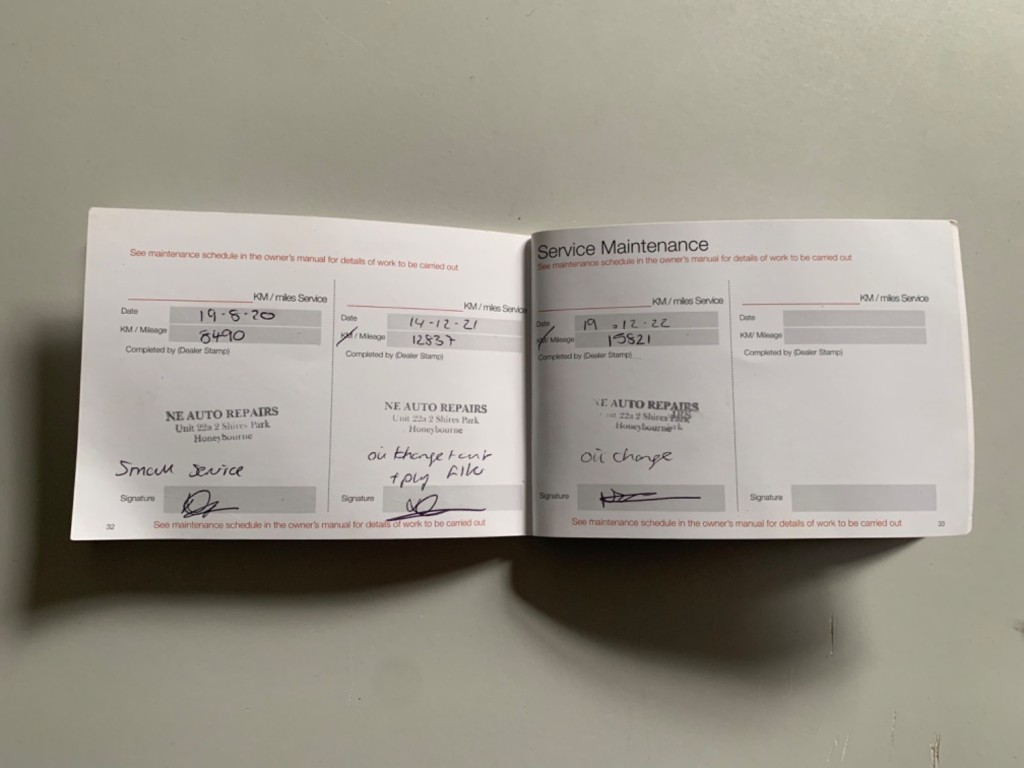 See maintenance schedule in the owner's manual for details of work to be carried out
KM / miles Service
Date 19-8-20
KM / Mileage 8490
Completed by (Dealer Stamp)
NE AUTO REPAIRS
Unit 22a 2 Shires Park
Honeybourne
Small Service
Signature
32
KM / miles Service
Date 14-12-21
KM / Mileage 12837
Completed by (Dealer Stamp)
NE AUTO REPAIRS
Unit 22a 2 Shires Park
Honeybourne
oil change + air
+ plug filter
Signature
See maintenance schedule in the owner's manual for details of work to be carried out
Service Maintenance
See maintenance schedule in the owner's manual for details of work to be carried out
KM / miles Service
Date 19.12.22
KM/ Mileage 15821
Completed by (Dealer Stamp)
NE AUTO REPAIRS
Unit 22a 2 Shires Park
Honeybourne
oil change
Signature
KM / miles Service
Date
KM/ Mileage
Completed by (Dealer Stamp)
Signature
See maintenance schedule in the owner's manual for details of work to be carried out
33